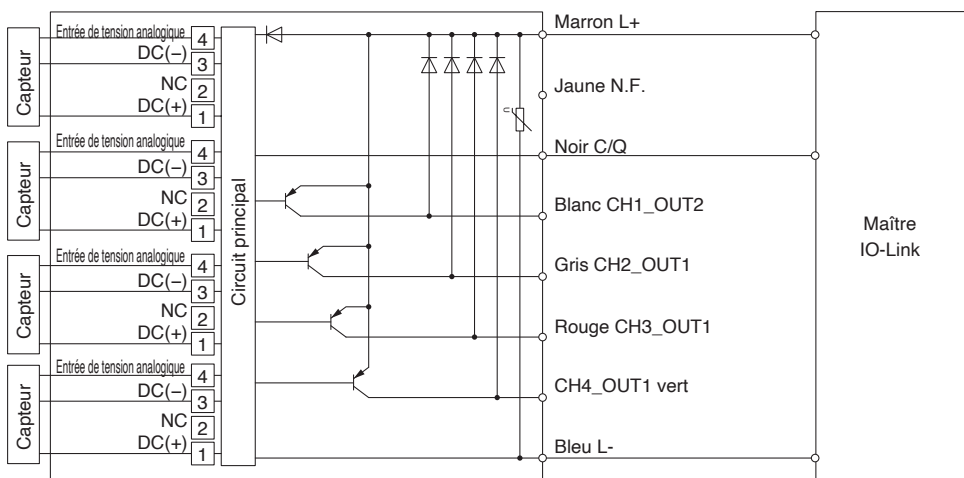 Capteur
Entrée de tension analogique 4
DC(−) 3
NC 2
DC(+) 1
Capteur
Entrée de tension analogique 4
DC(−) 3
NC 2
DC(+) 1
Capteur
Entrée de tension analogique 4
DC(−) 3
NC 2
DC(+) 1
Capteur
Entrée de tension analogique 4
DC(−) 3
NC 2
DC(+) 1
Circuit principal
U
Marron L+
Jaune N.F.
Noir C/Q
Blanc CH1_OUT2
Gris CH2_OUT1
Rouge CH3_OUT1
CH4_OUT1 vert
Bleu L-
Maître
IO-Link